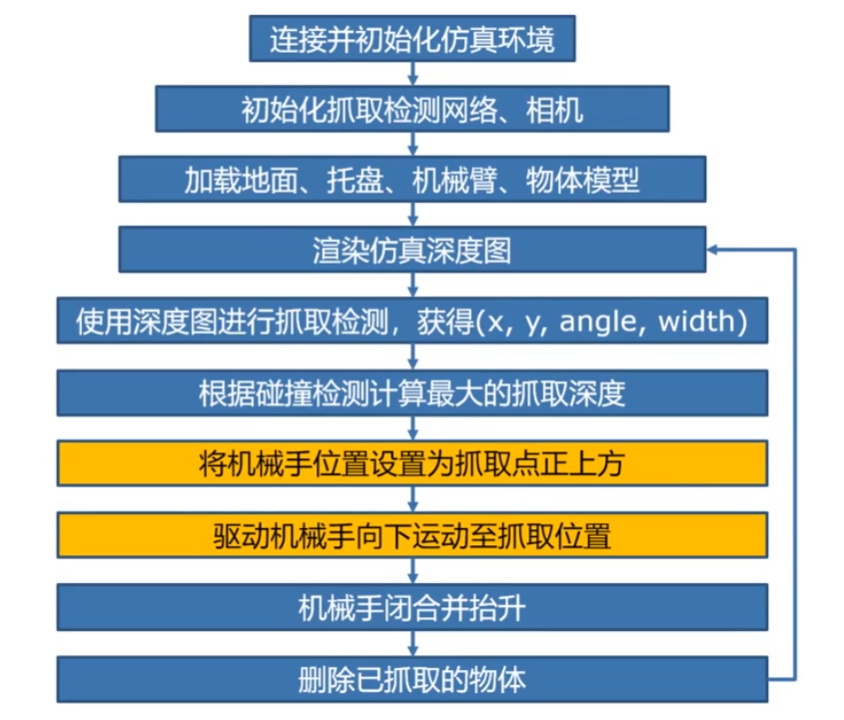 连接并初始化仿真环境
初始化抓取检测网络、相机
加载地面、托盘、机械臂、物体模型
渲染仿真深度图
使用深度图进行抓取检测，获得(x, y, angle, width)
根据碰撞检测计算最大的抓取深度
将机械手位置设置为抓取点正上方
驱动机械手向下运动至抓取位置
机械手闭合并抬升
删除已抓取的物体